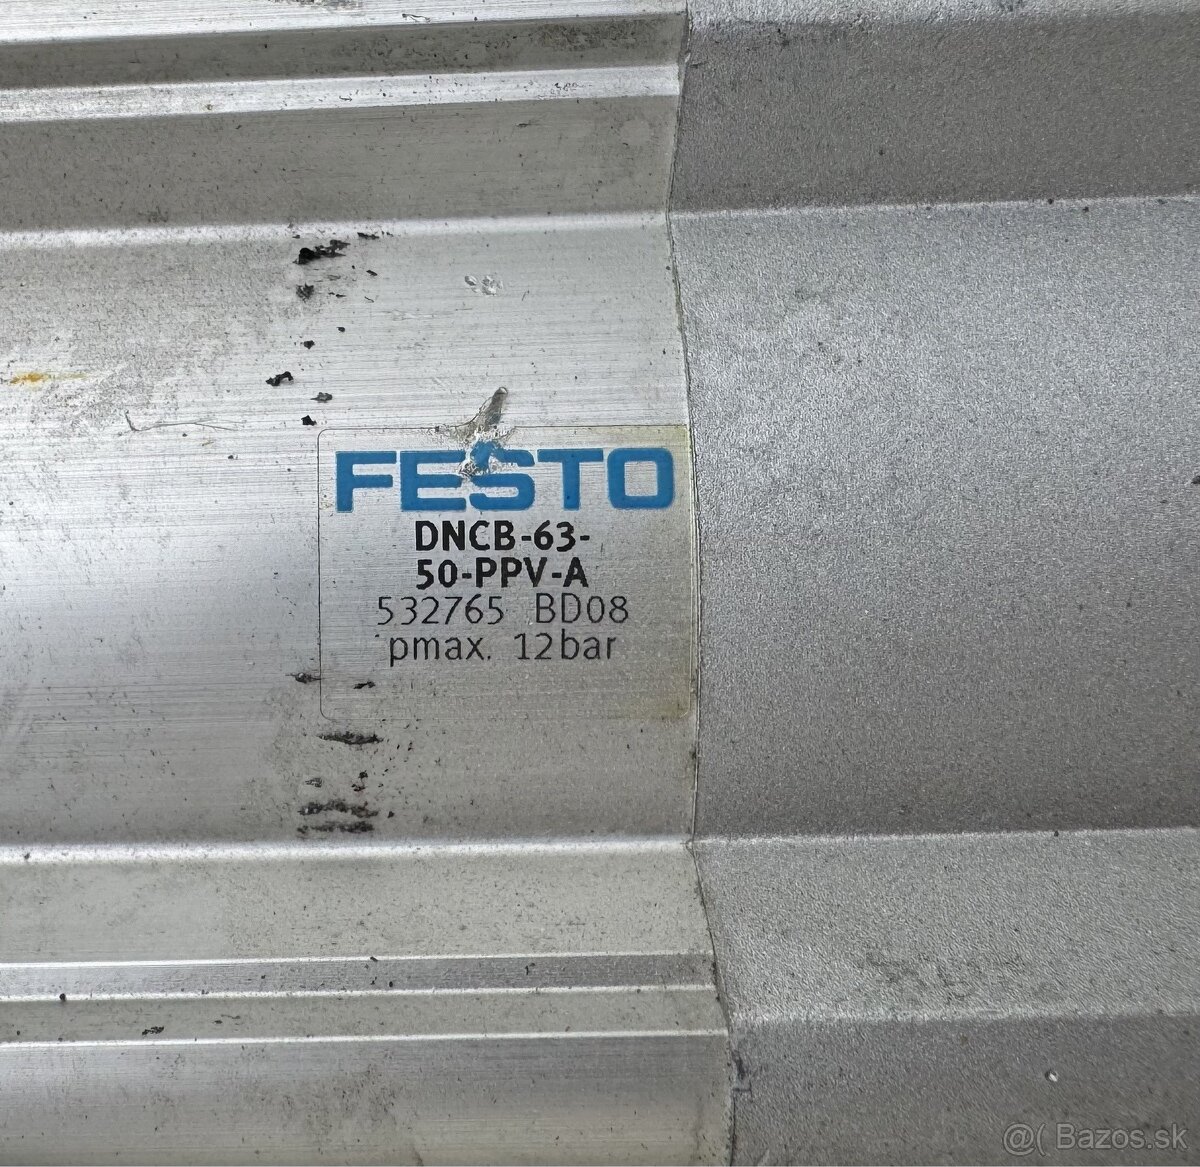 FESTO
DNCB-63-
50-PPV-A
532765 BD08
pmax. 12bar
@( Bazos.sk